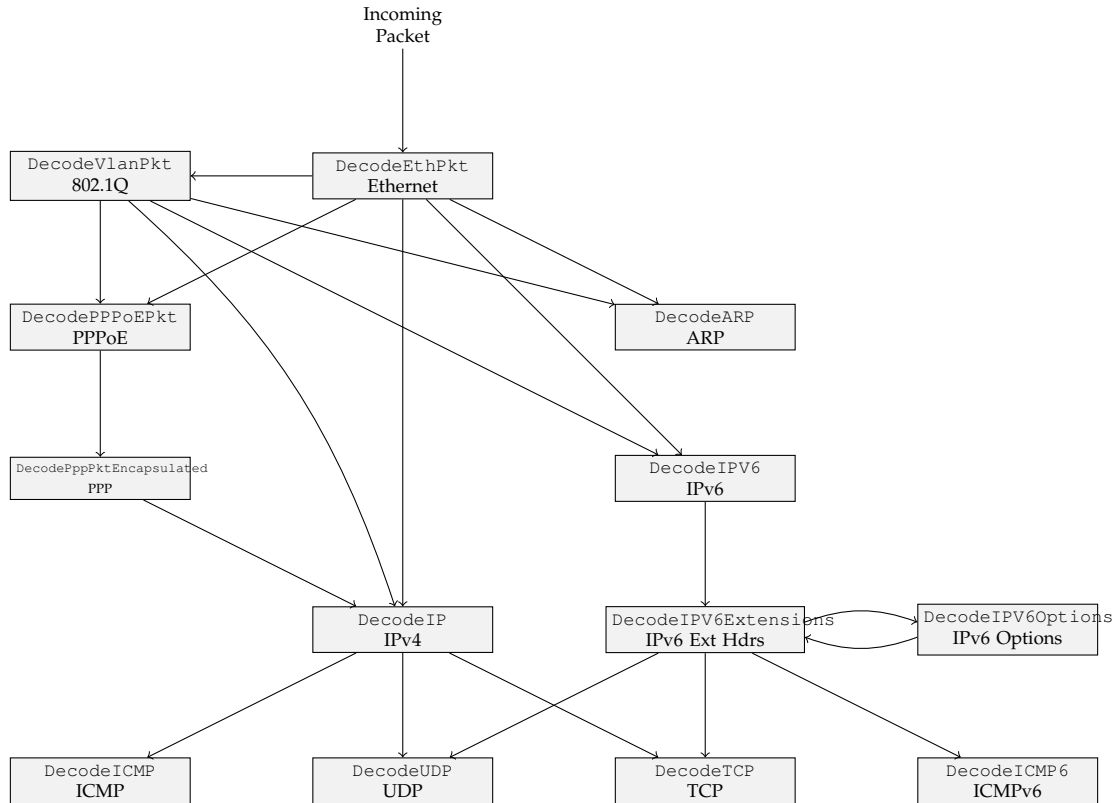 Incoming
Packet
DecodeVlanPkt
802.1Q
DecodeEthPkt
Ethernet
DecodePPPoEPkt
PPPoE
DecodeARP
ARP
DecodePppPktEncapsulated
PPP
DecodeIPV6
IPv6
DecodeIP
IPv4
DecodeIPV6Extensions
IPv6 Ext Hdrs
DecodeIPV6Options
IPv6 Options
DecodeICMP
ICMP
DecodeUDP
UDP
DecodeTCP
TCP
DecodeICMP6
ICMPv6